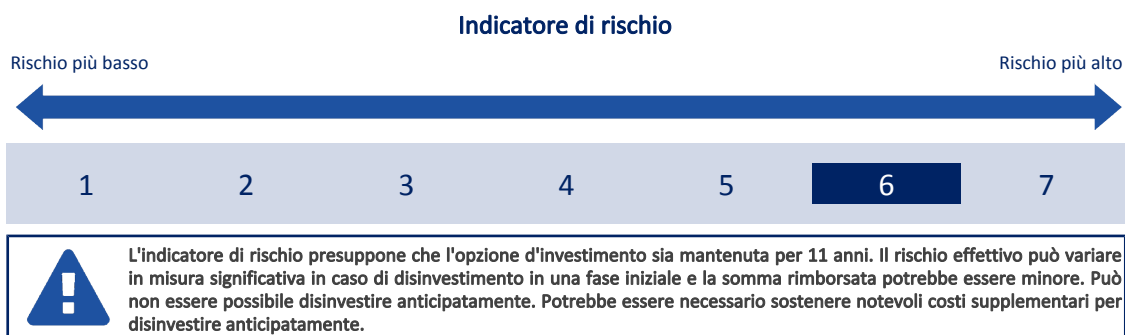 Indicatore di rischio
Rischio più basso
Rischio più alto
1 2 3 4 5 6 7
L'indicatore di rischio presuppone che l'opzione d'investimento sia mantenuta per 11 anni. Il rischio effettivo può variare
in misura significativa in caso di disinvestimento in una fase iniziale e la somma rimborsata potrebbe essere minore. Può
non essere possibile disinvestire anticipatamente. Potrebbe essere necessario sostenere notevoli costi supplementari per
disinvestire anticipatamente.